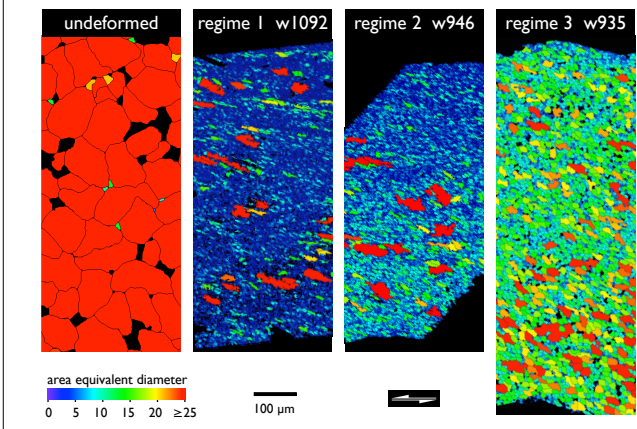 undeformed
regime 1 w1092
regime 2 w946
regime 3 w935
area equivalent diameter
0 5 10 15 20 ≥25
100 µm